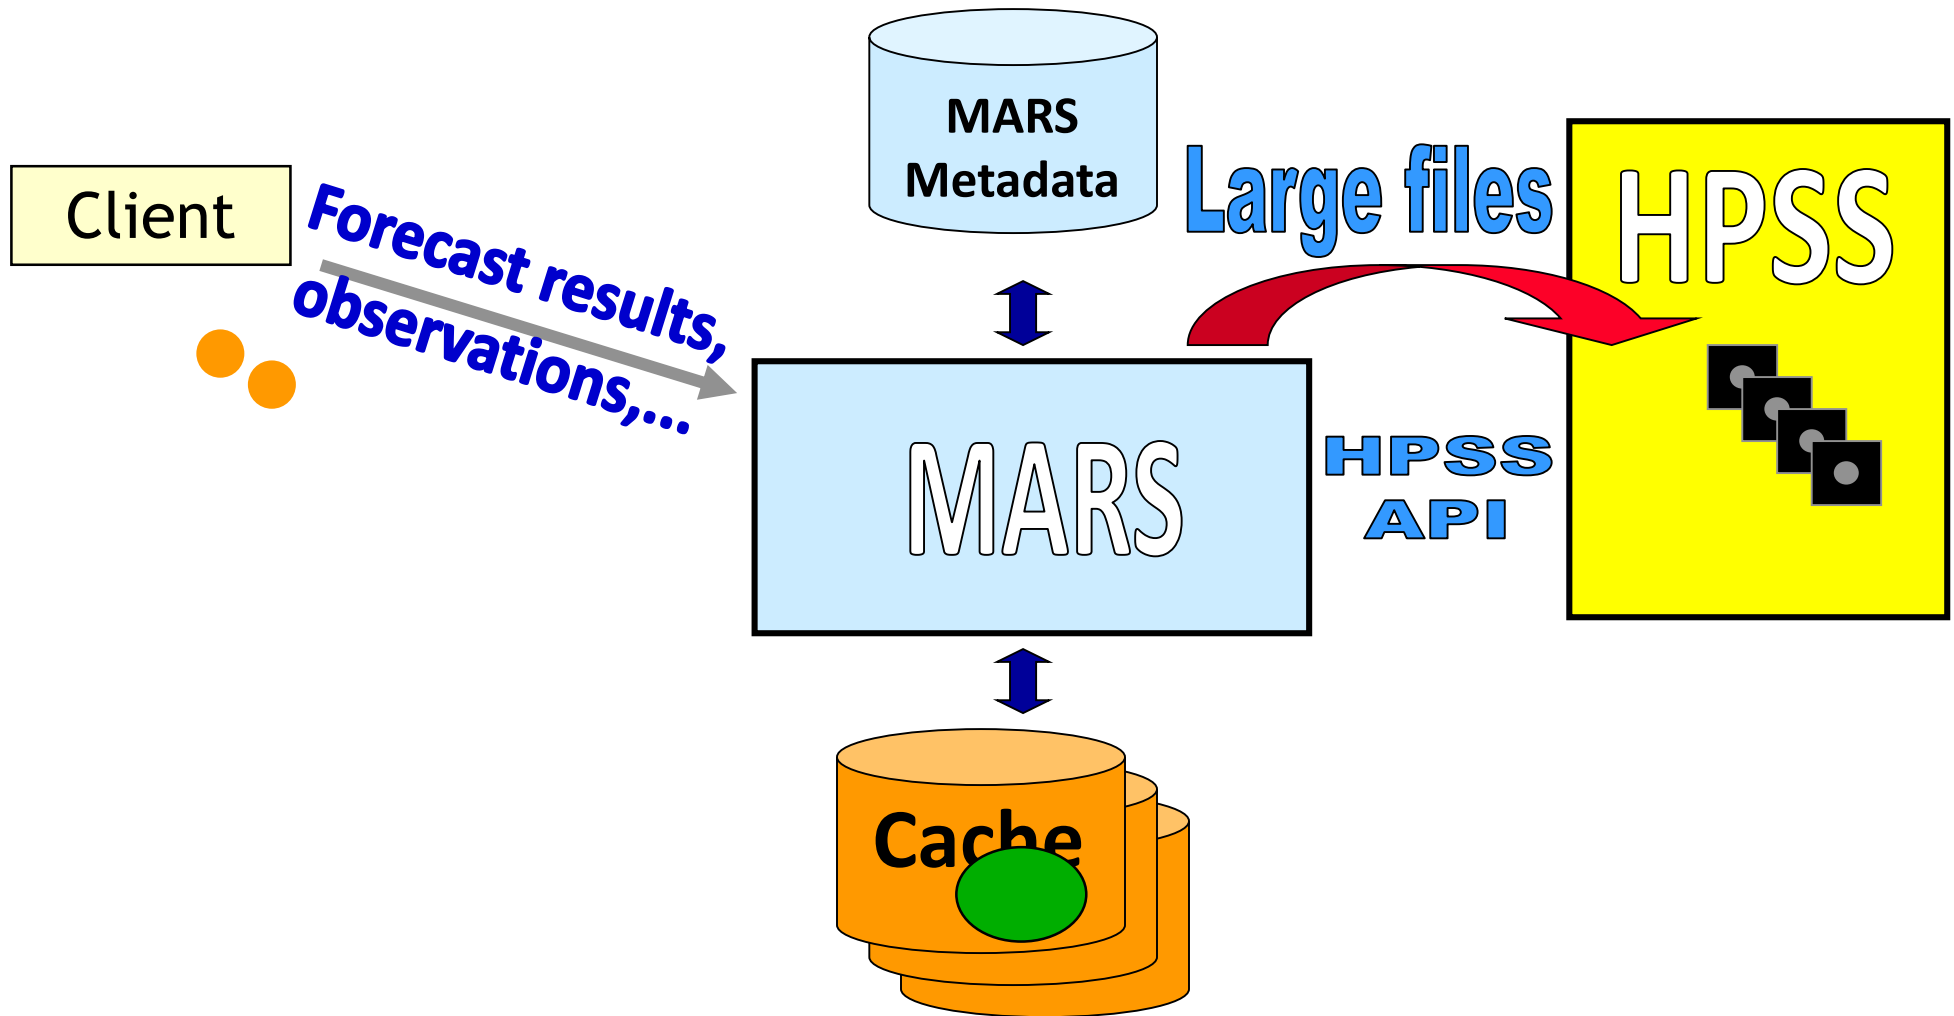 Client
Forecast results,
observations,...
MARS
Metadata
Large files
HPSS
MARS
HPSS
API
Cache